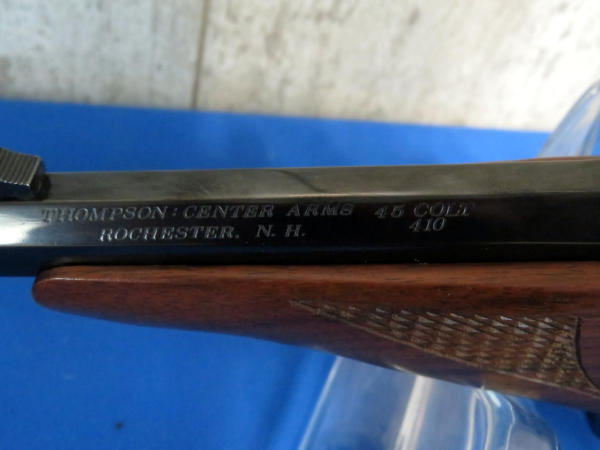 THOMPSON: CENTER ARMS 45 COLT
ROCHESTER, N. H. 410